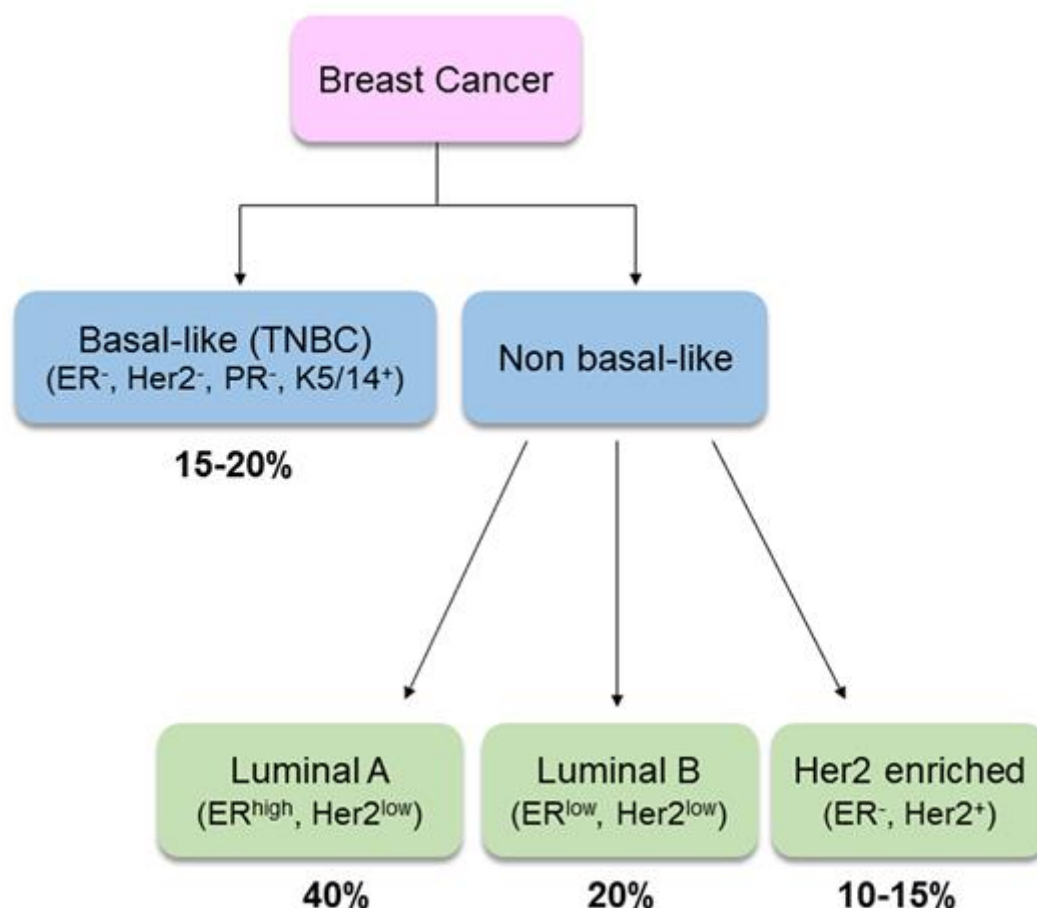 Breast Cancer
Basal-like (TNBC)
(ER⁻, Her2⁻, PR⁻, K5/14⁺)
15-20%
Non basal-like
Luminal A
(ERʰⁱᵍʰ, Her2ˡᵒʷ)
40%
Luminal B
(ERˡᵒʷ, Her2ˡᵒʷ)
20%
Her2 enriched
(ER⁻, Her2⁺)
10-15%